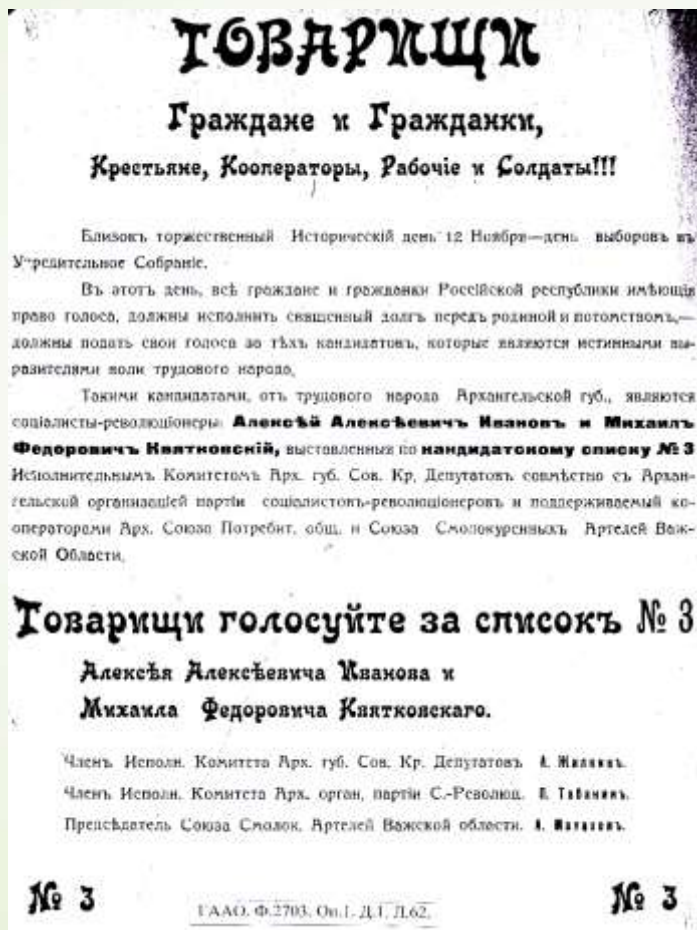 ТОВАРИЩИ
Граждане и Гражданки,
Крестьяне, Кооператоры, Рабочіе и Солдаты!!!
Близокъ торжественный Историческій день 12 Ноября—день выборовъ въ
Учредительное Собраніе.
Въ этотъ день, всѣ граждане и гражданки Россійской республики имѣющія
право голоса, должны исполнить священный долгъ передъ родиной и потомствомъ,—
должны подать свои голоса за тѣхъ кандидатовъ, которые являются истинными вы-
разителями воли трудового народа.
Такими кандидатами, отъ трудового народа Архангельской губ., являются
соціалисты-революціонеры Алексѣй Алексѣевичъ Ивановъ и Михаилъ
Федоровичъ Квятковскій, выставленныя по кандидатскому списку № 3
Исполнительнымъ Комитетомъ Арх. губ. Сов. Кр. Депутатовъ совмѣстно съ Архан-
гельской организаціей партіи соціалистовъ-революціонеровъ и поддерживаемый ко-
операторами Арх. Союза Потребит. общ. и Союза Смолокуренныхъ Артелей Важ-
ской Области.
Товарищи голосуйте за списокъ № 3
Алексѣя Алексѣевича Иванова и
Михаила Федоровича Квятковскаго.
Членъ Исполн. Комитета Арх. губ. Сов. Кр. Депутатовъ А.
Членъ Исполн. Комитета Арх. орган. партіи С.-Революц. Табанинъ.
Предсѣдатель Союза Смолок. Артелей Важской области.
№ 3
ГААО. Ф.2703. Оп.1. Д.1. Л.62.
№ 3